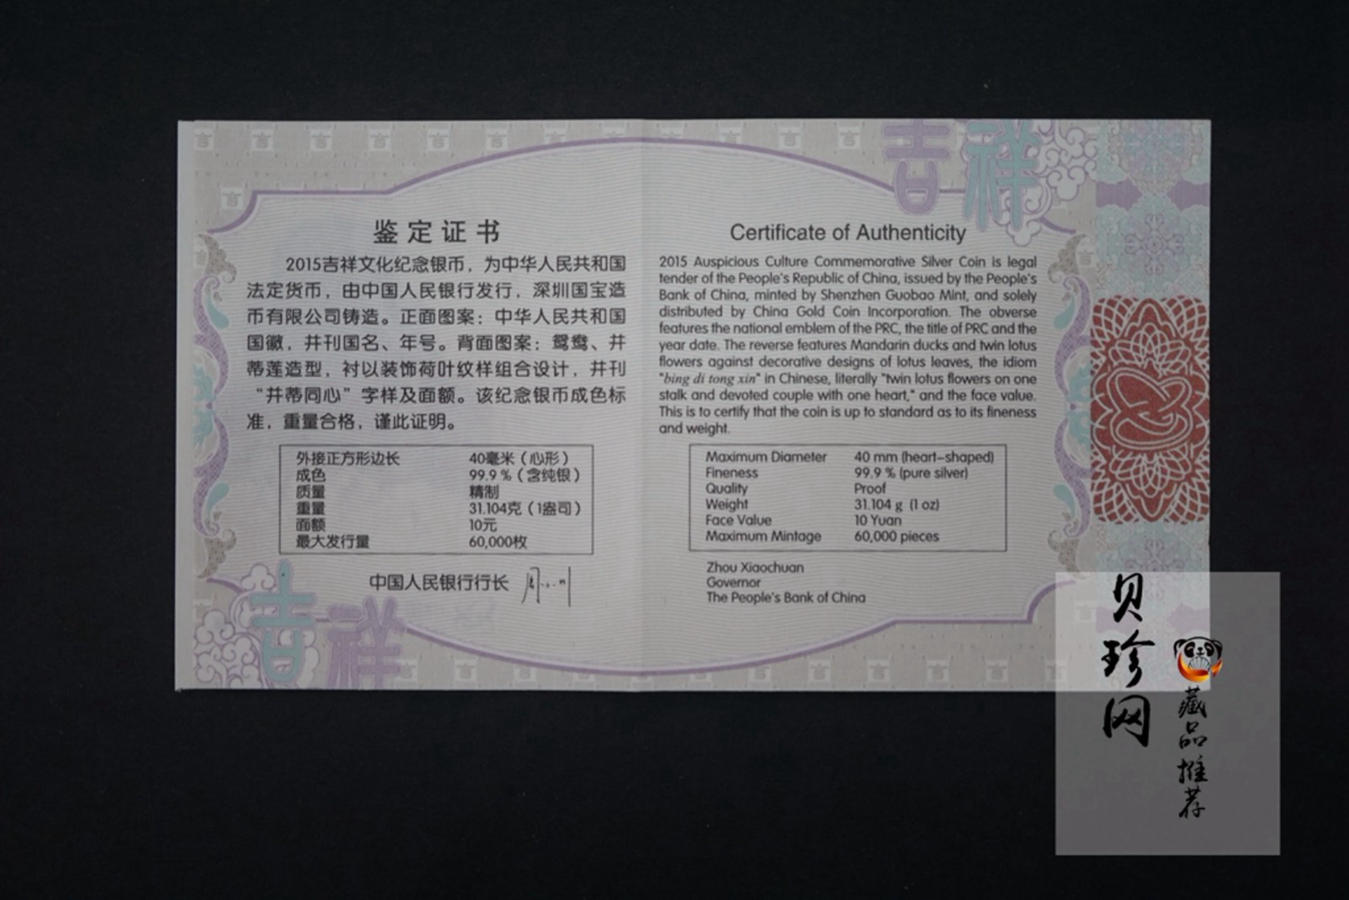 吉祥
鉴定证书
2015吉祥文化纪念银币，为中华人民共和国
法定货币，由中国人民银行发行，深圳国宝造
币有限公司铸造。正面图案：中华人民共和国
国徽，并刊国名、年号。背面图案：鸳鸯、并
蒂莲造型，衬以装饰荷叶纹样组合设计，并刊
“并蒂同心”字样及面额。该纪念银币成色标
准，重量合格，谨此证明。
外接正方形边长 40毫米（心形）
成色 99.9％（含纯银）
质量 精制
重量 31.104克（1盎司）
面额 10元
最大发行量 60,000枚
中国人民银行行长
吉祥
Certificate of Authenticity
2015 Auspicious Culture Commemorative Silver Coin is legal
tender of the People's Republic of China, issued by the People's
Bank of China, minted by Shenzhen Guobao Mint, and solely
distributed by China Gold Coin Incorporation. The obverse
features the national emblem of the PRC, the title of PRC and the
year date. The reverse features Mandarin ducks and twin lotus
flowers against decorative designs of lotus leaves, the idiom
"bing di tong xin" in Chinese, literally "twin lotus flowers on one
stalk and devoted couple with one heart," and the face value.
This is to certify that the coin is up to standard as to its fineness
and weight.
Maximum Diameter 40 mm (heart-shaped)
Fineness 99.9 % (pure silver)
Quality Proof
Weight 31.104 g (1 oz)
Face Value 10 Yuan
Maximum Mintage 60,000 pieces
Zhou Xiaochuan
Governor
The People's Bank of China
贝珍网
藏品推荐